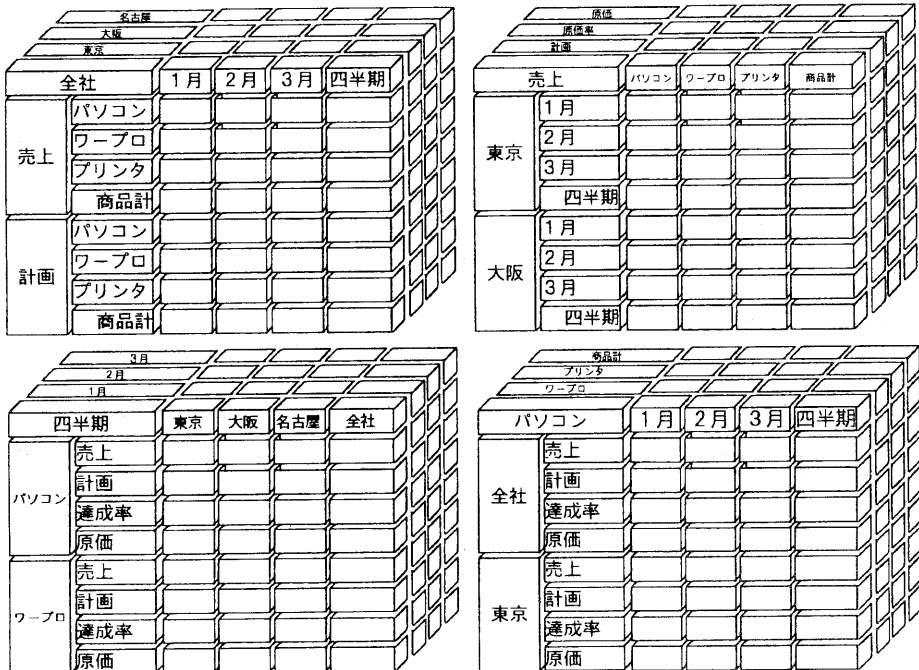 名古屋
大阪
東京
全社 1月 2月 3月 四半期
売上
パソコン
ワープロ
プリンタ
商品計
計画
パソコン
ワープロ
プリンタ
商品計
原価
原価率
計画
売上 パソコン ワープロ プリンタ 商品計
東京
1月
2月
3月
四半期
大阪
1月
2月
3月
四半期
3月
2月
1月
四半期 東京 大阪 名古屋 全社
パソコン
売上
計画
達成率
原価
ワープロ
売上
計画
達成率
原価
商品計
プリンタ
ワープロ
パソコン 1月 2月 3月 四半期
全社
売上
計画
達成率
原価
東京
売上
計画
達成率
原価